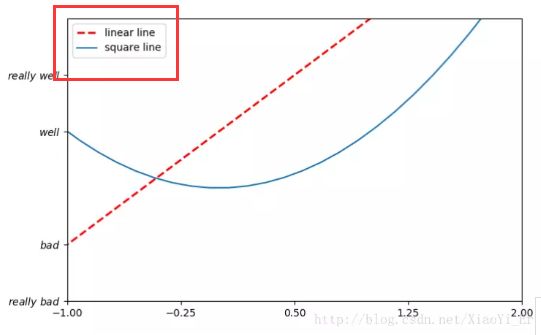 linear line
square line
really well
well
bad
really bad
−1.00 −0.25 0.50 1.25 2.00
http://blog.csdn.net/XiaoYi_Er